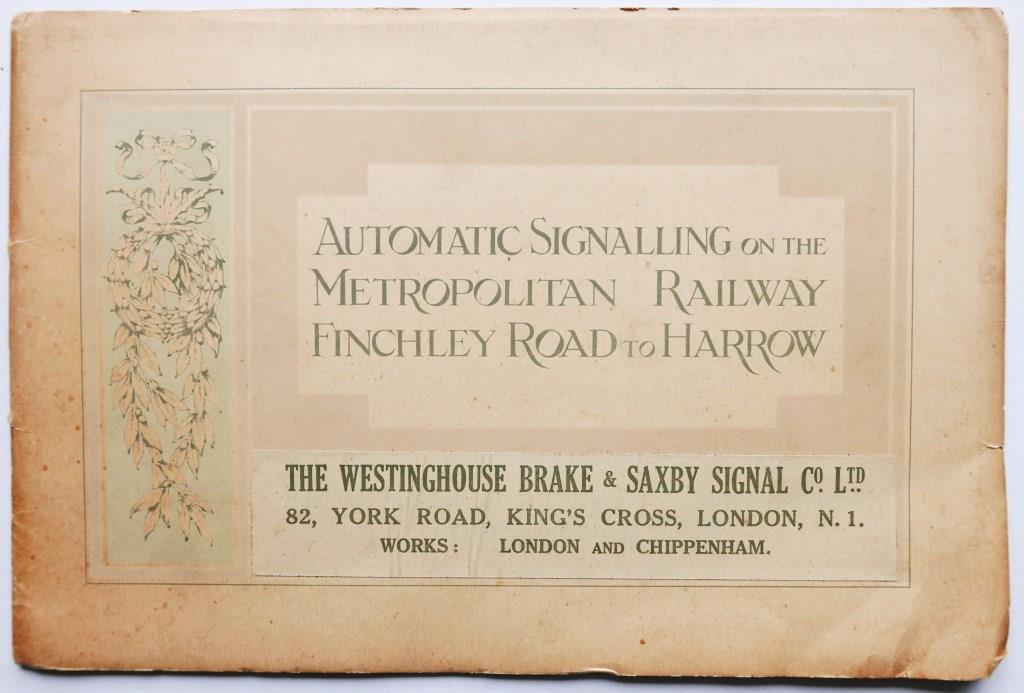 AUTOMATIC SIGNALLING ON THE
METROPOLITAN RAILWAY
FINCHLEY ROAD TO HARROW
THE WESTINGHOUSE BRAKE & SAXBY SIGNAL Co. LTD.
82, YORK ROAD, KING'S CROSS, LONDON, N. 1.
WORKS: LONDON AND CHIPPENHAM.